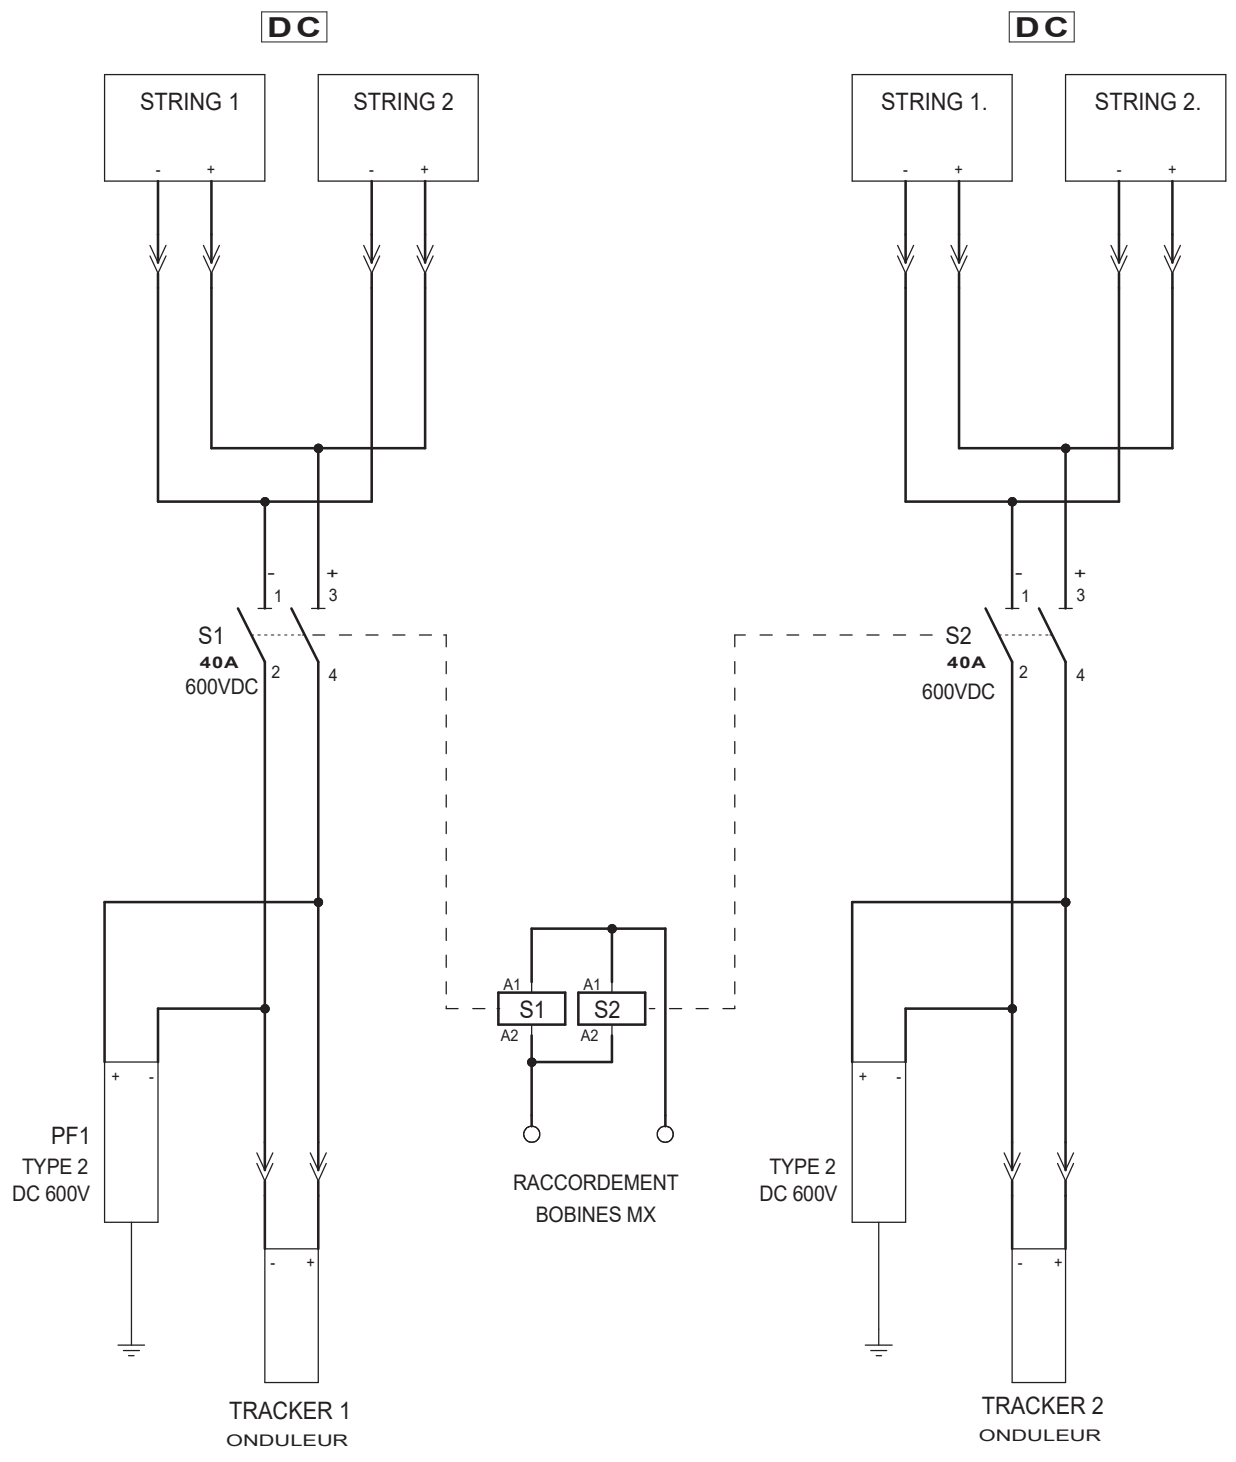 DC
DC
STRING 1
STRING 2
STRING 1.
STRING 2.
- +
- +
- +
- +
- +
1 3
S1
40A
600VDC
2 4
- +
1 3
S2
40A
600VDC
2 4
A1 A1
S1 S2
A2 A2
+ -
PF1
TYPE 2
DC 600V
RACCORDEMENT
BOBINES MX
+ -
TYPE 2
DC 600V
- +
TRACKER 1
ONDULEUR
- +
TRACKER 2
ONDULEUR